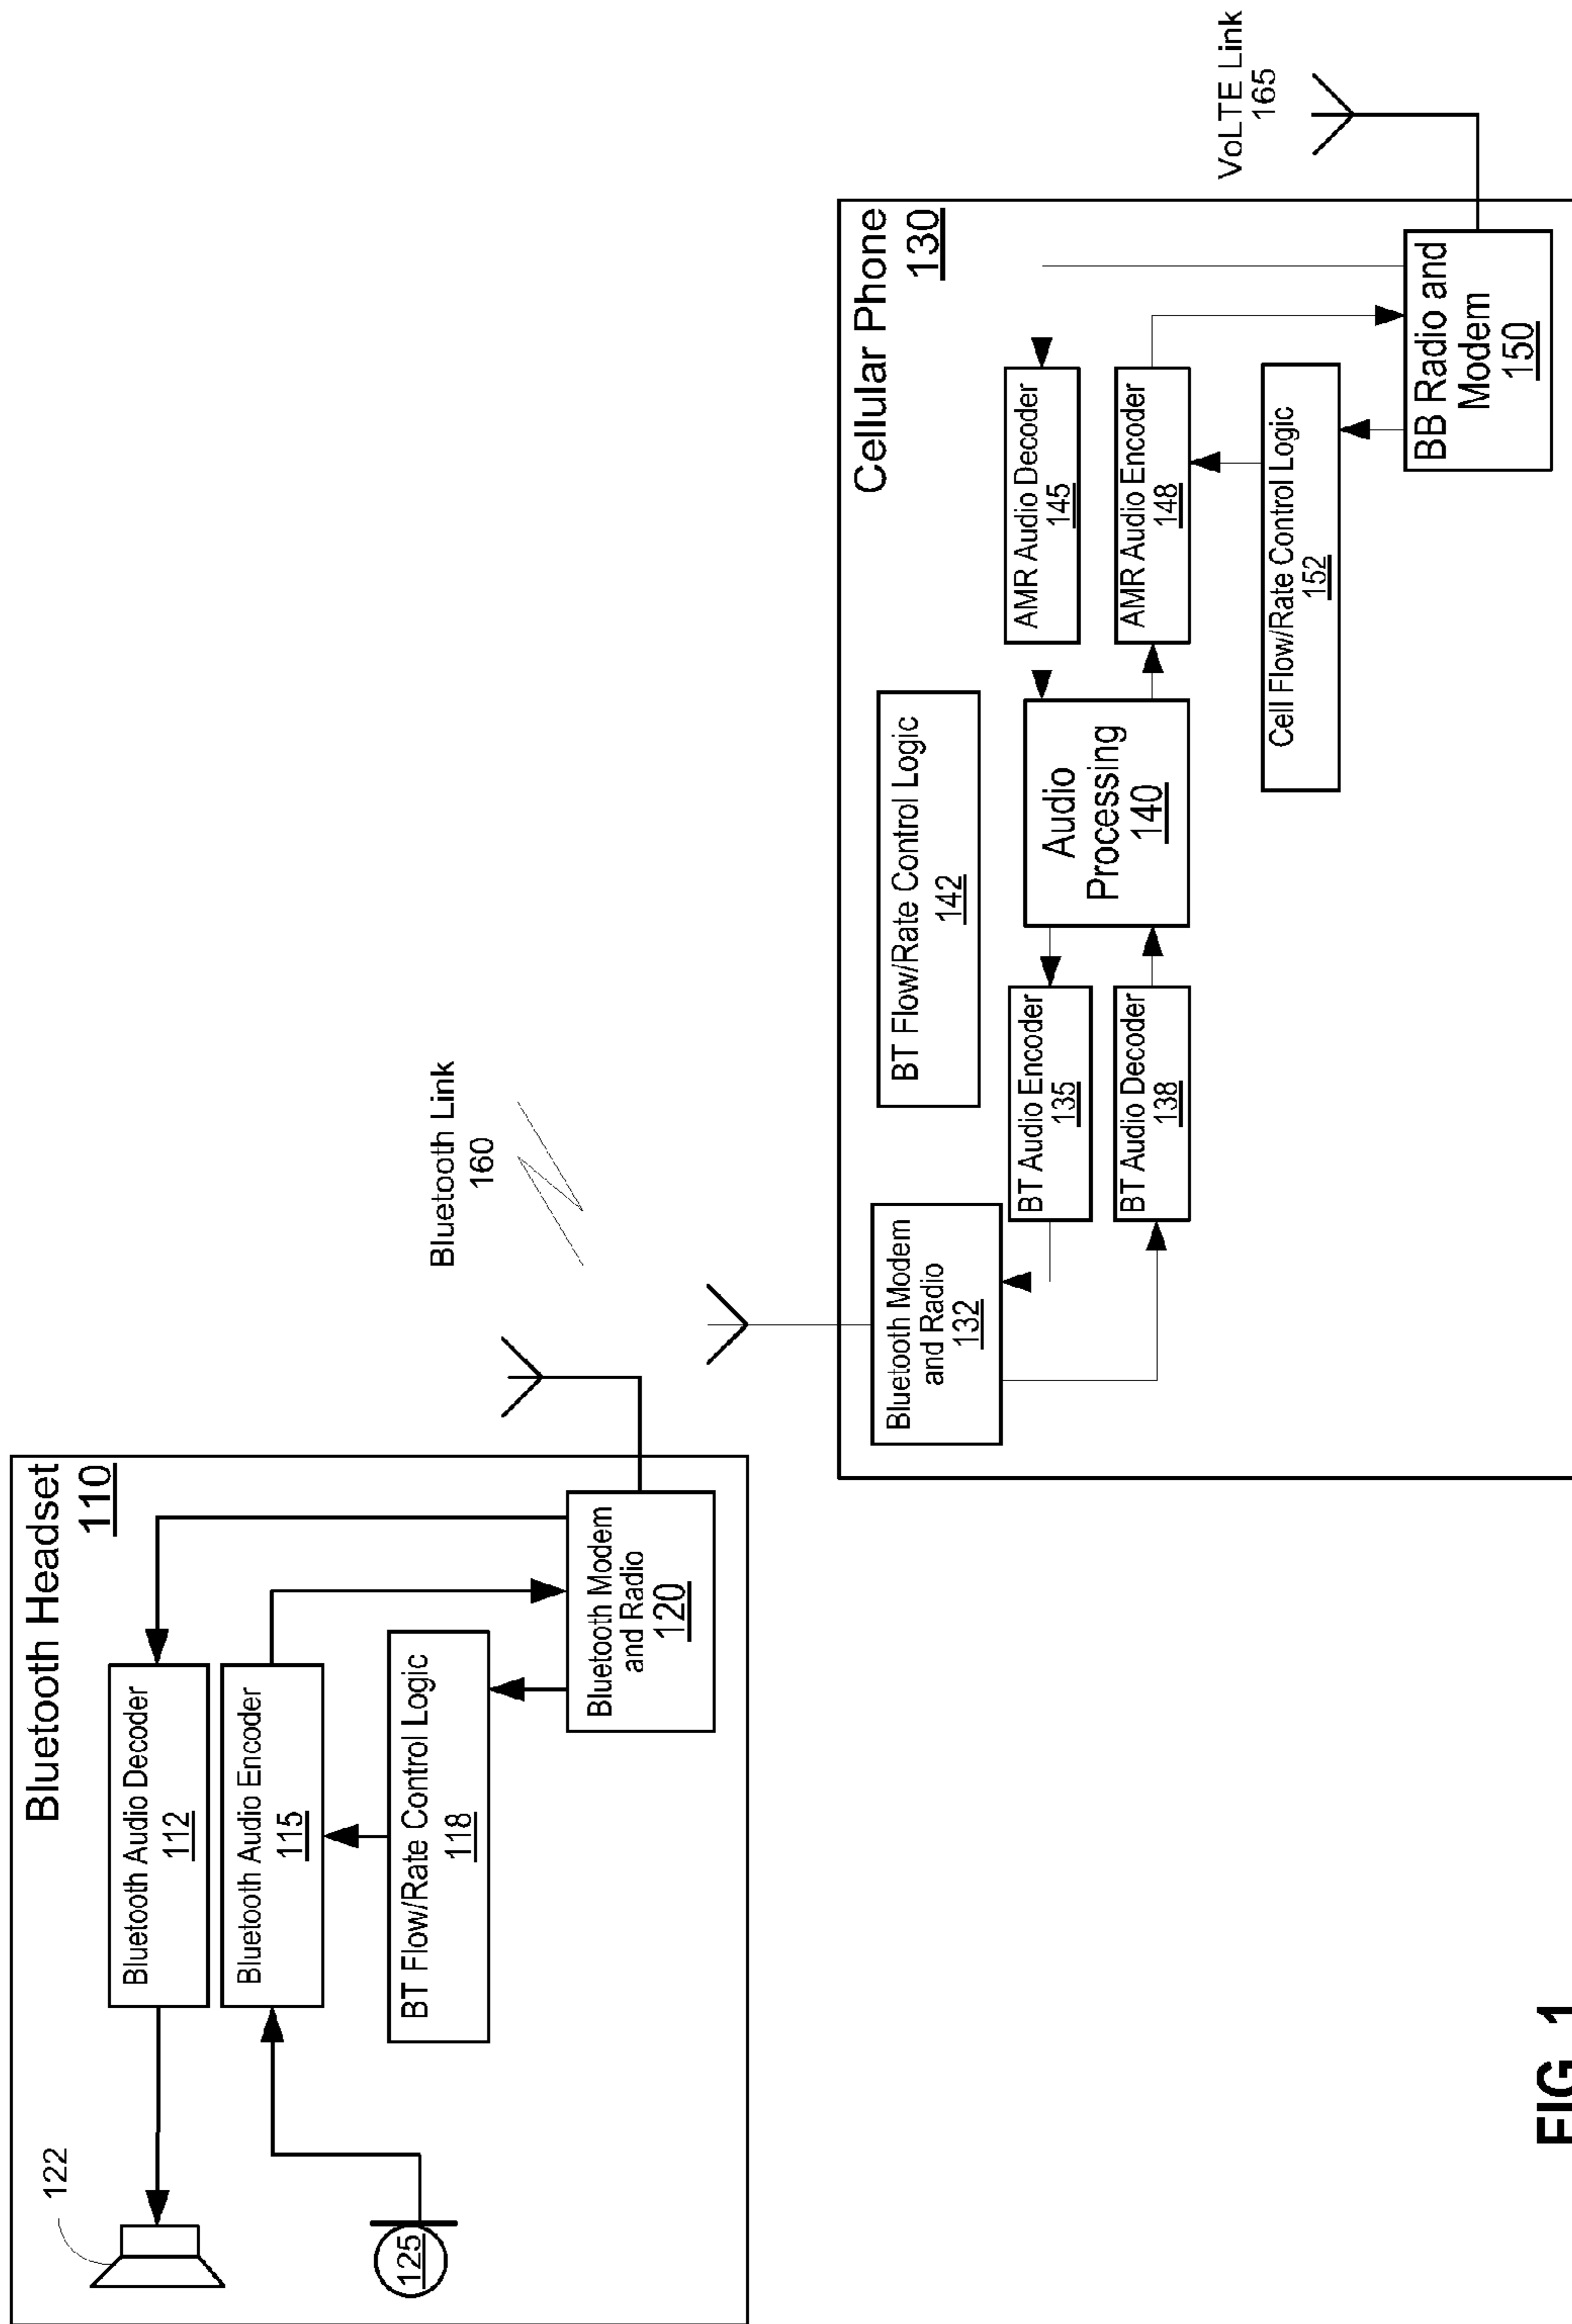 Bluetooth Headset
110
122
Bluetooth Audio Decoder
112
Bluetooth Audio Encoder
115
BT Flow/Rate Control Logic
118
125
Bluetooth Modem
and Radio
120
Bluetooth Link
160
Cellular Phone
130
Bluetooth Modem
and Radio
132
BT Flow/Rate Control Logic
142
BT Audio Encoder
135
BT Audio Decoder
138
Audio
Processing
140
AMR Audio Decoder
145
AMR Audio Encoder
148
Cell Flow/Rate Control Logic
152
BB Radio and
Modem
150
VoLTE Link
165
FIG. 1